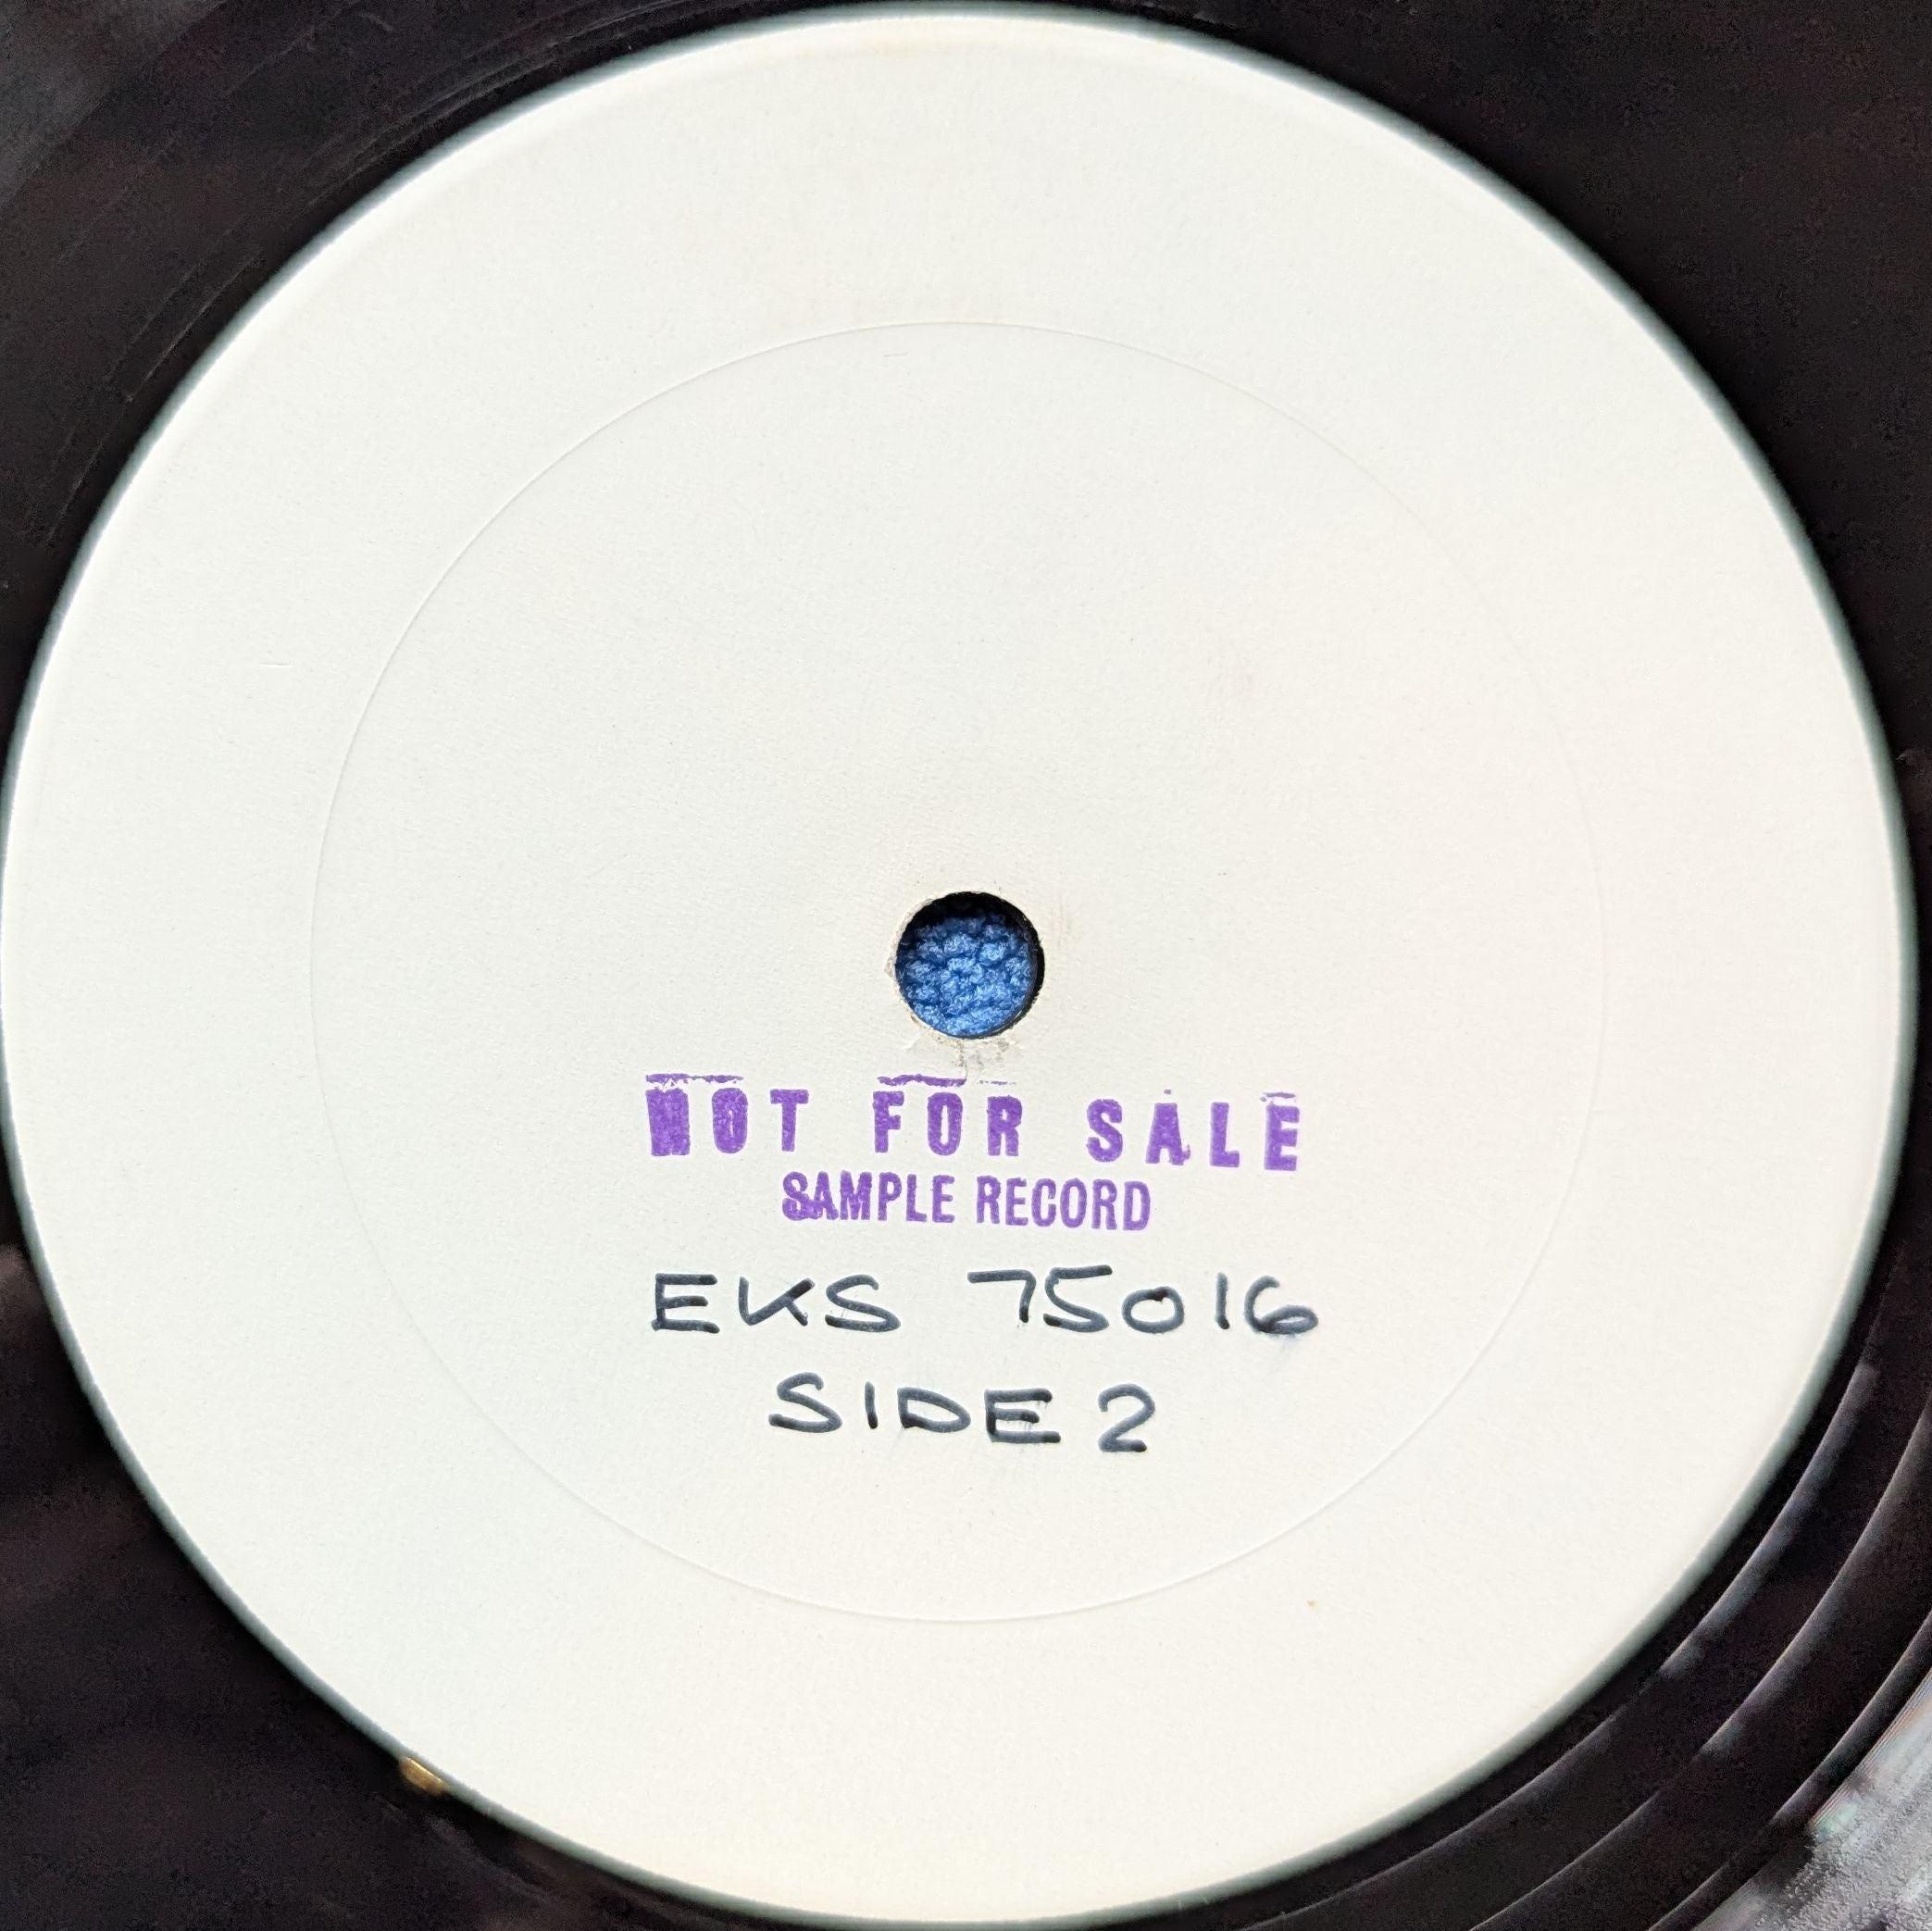 NOT FOR SALE
SAMPLE RECORD
EKS 75016
SIDE 2